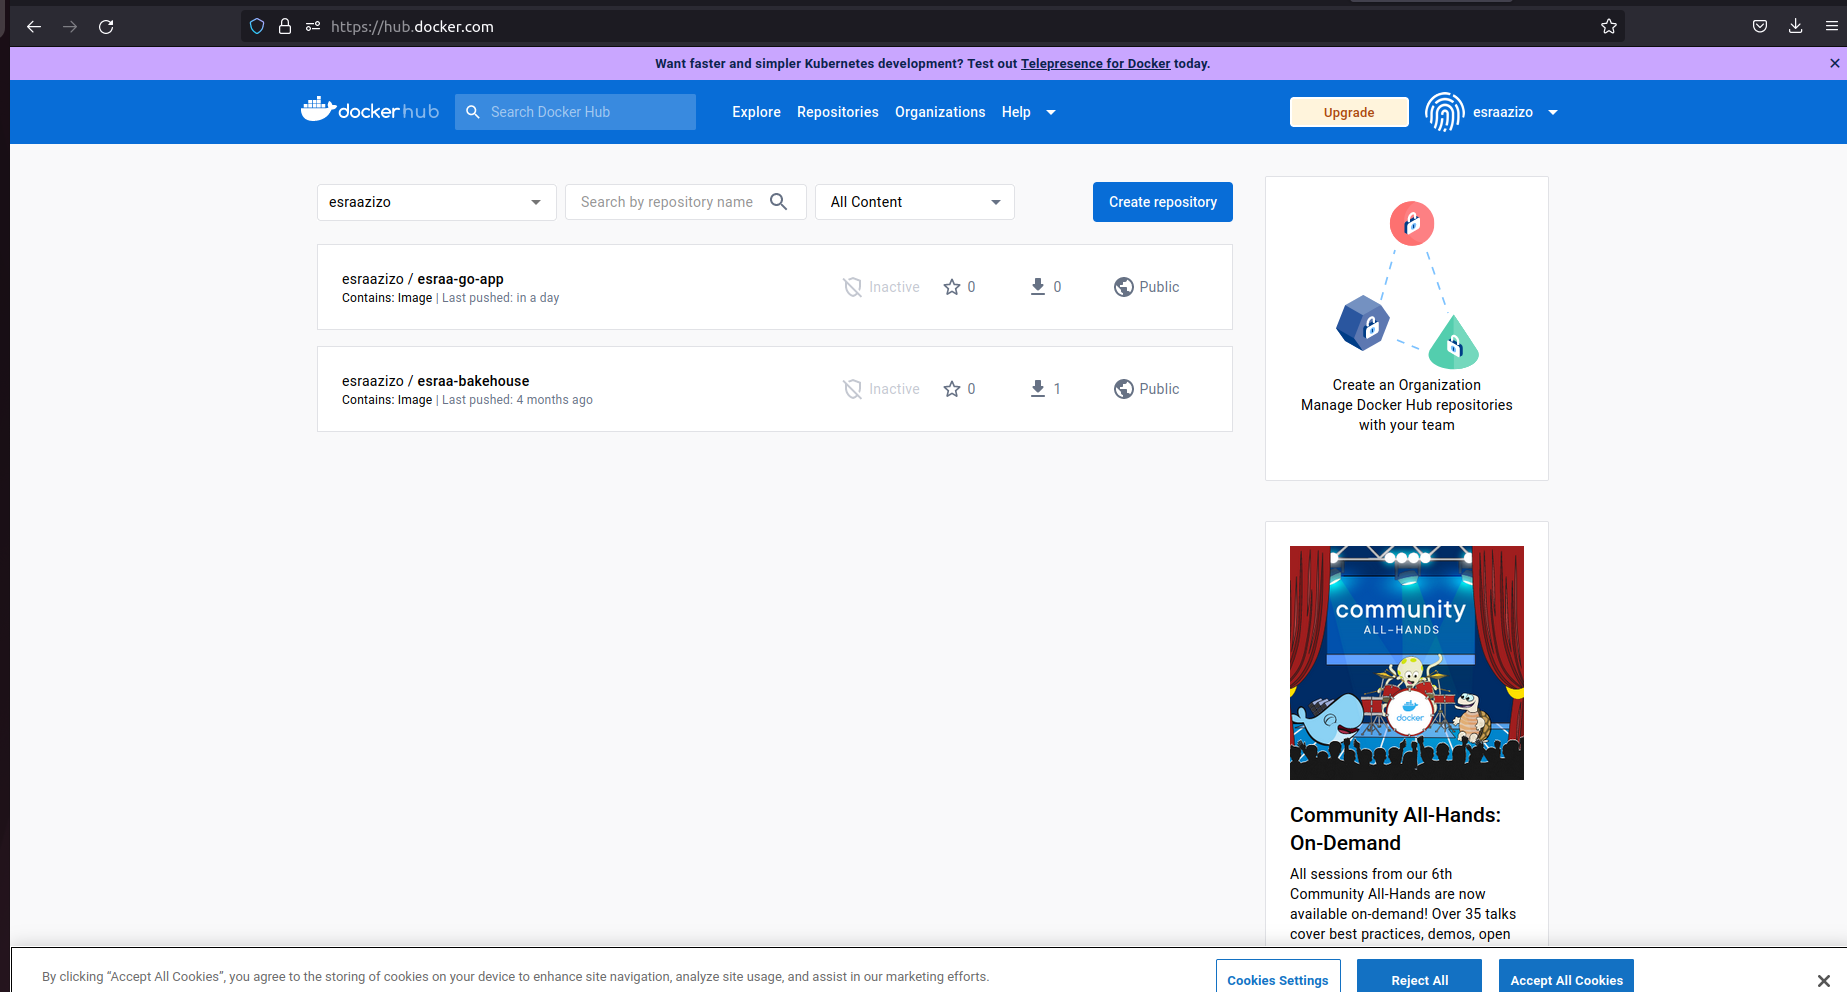 https://hub.docker.com
Want faster and simpler Kubernetes development? Test out Telepresence for Docker today.
dockerhub
Search Docker Hub
Explore
Repositories
Organizations
Help
Upgrade
esraazizo
esraazizo
Search by repository name
All Content
Create repository
esraazizo / esraa-go-app
Contains: Image | Last pushed: in a day
Inactive
0
0
Public
esraazizo / esraa-bakehouse
Contains: Image | Last pushed: 4 months ago
Inactive
0
1
Public
Create an Organization
Manage Docker Hub repositories
with your team
community
ALL-HANDS
docker
Community All-Hands:
On-Demand
All sessions from our 6th
Community All-Hands are now
available on-demand! Over 35 talks
cover best practices, demos, open
By clicking “Accept All Cookies”, you agree to the storing of cookies on your device to enhance site navigation, analyze site usage, and assist in our marketing efforts.
Cookies Settings
Reject All
Accept All Cookies